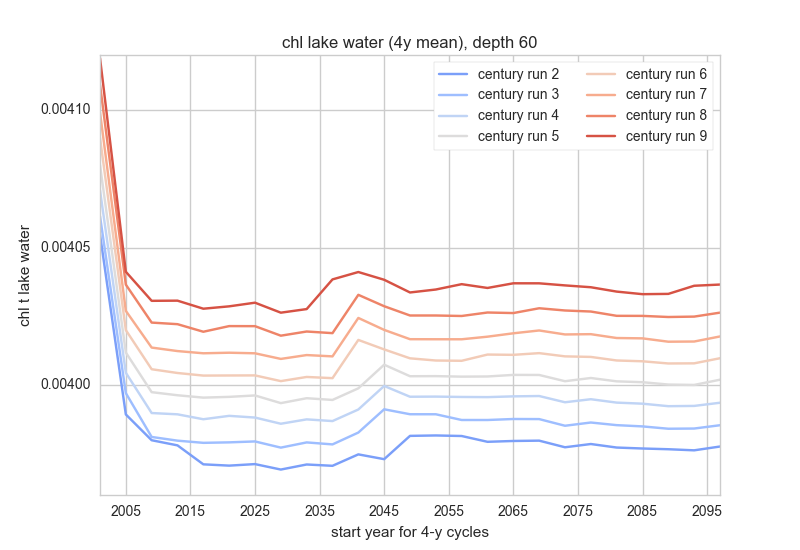 chl lake water (4y mean), depth 60
century run 2
century run 3
century run 4
century run 5
century run 6
century run 7
century run 8
century run 9
chl t lake water
0.00410
0.00405
0.00400
2005 2015 2025 2035 2045 2055 2065 2075 2085 2095
start year for 4-y cycles